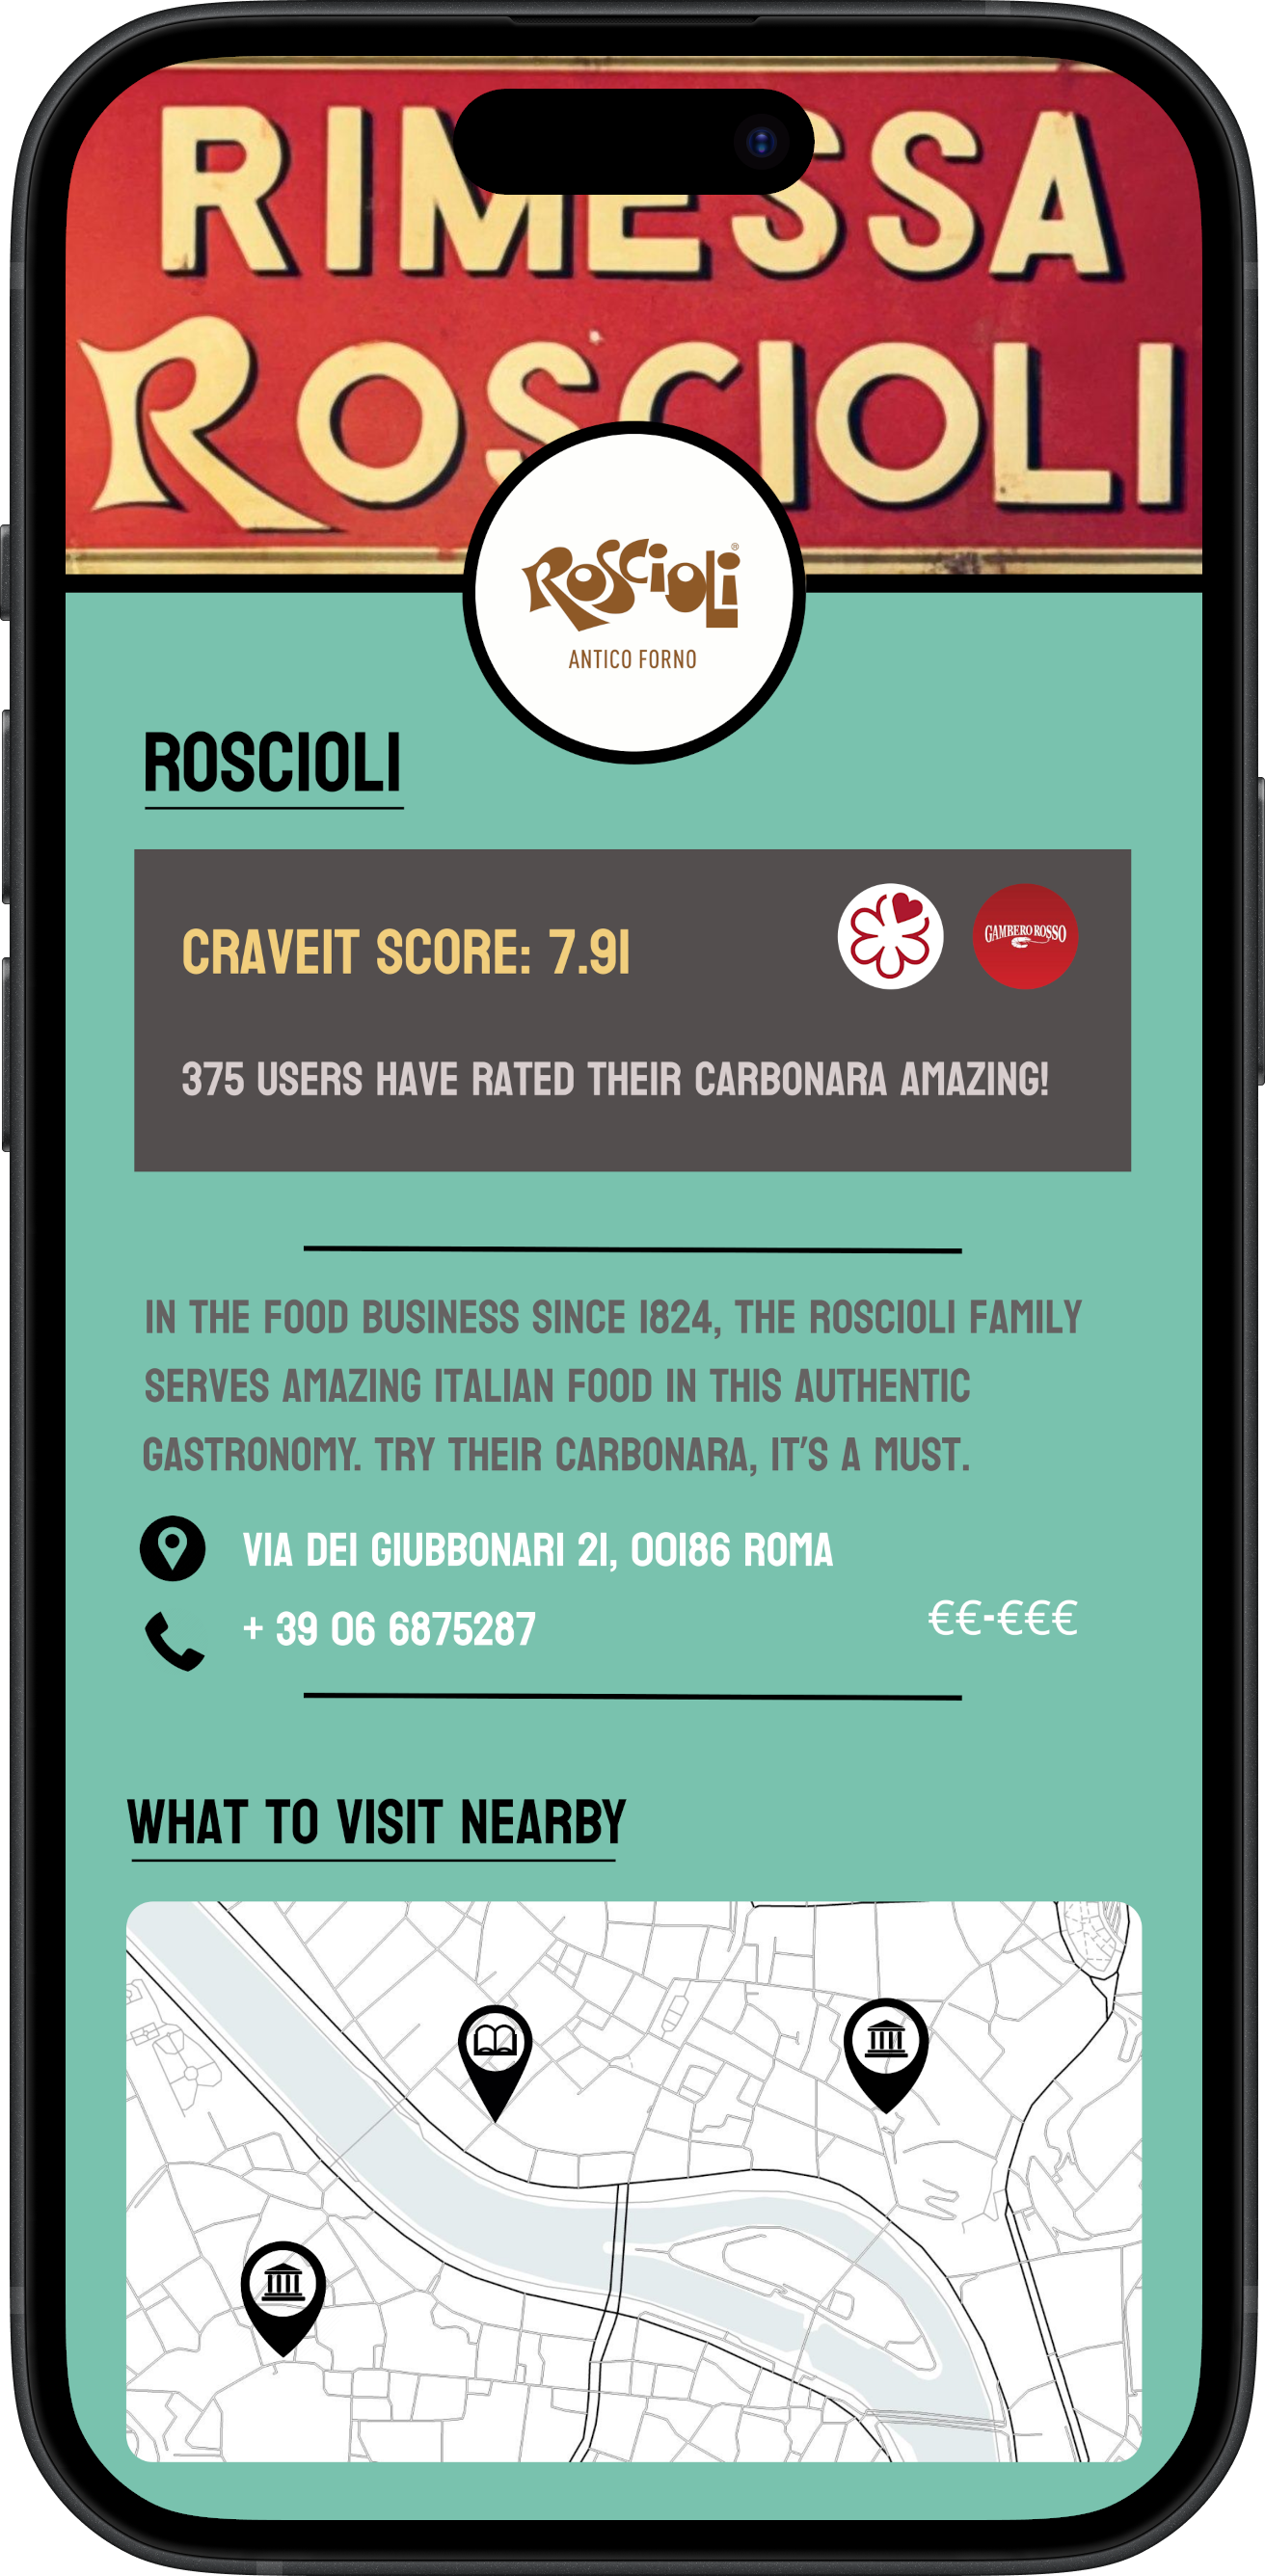 RIMESSA
ROSCIOLI
ROSCIOLI®
ANTICO FORNO
ROSCIOLI
CRAVEIT SCORE: 7.91
GAMBERO ROSSO
375 USERS HAVE RATED THEIR CARBONARA AMAZING!
IN THE FOOD BUSINESS SINCE 1824, THE ROSCIOLI FAMILY
SERVES AMAZING ITALIAN FOOD IN THIS AUTHENTIC
GASTRONOMY. TRY THEIR CARBONARA, IT'S A MUST.
VIA DEI GIUBBONARI 21, 00186 ROMA
+ 39 06 6875287
€€-€€€
WHAT TO VISIT NEARBY